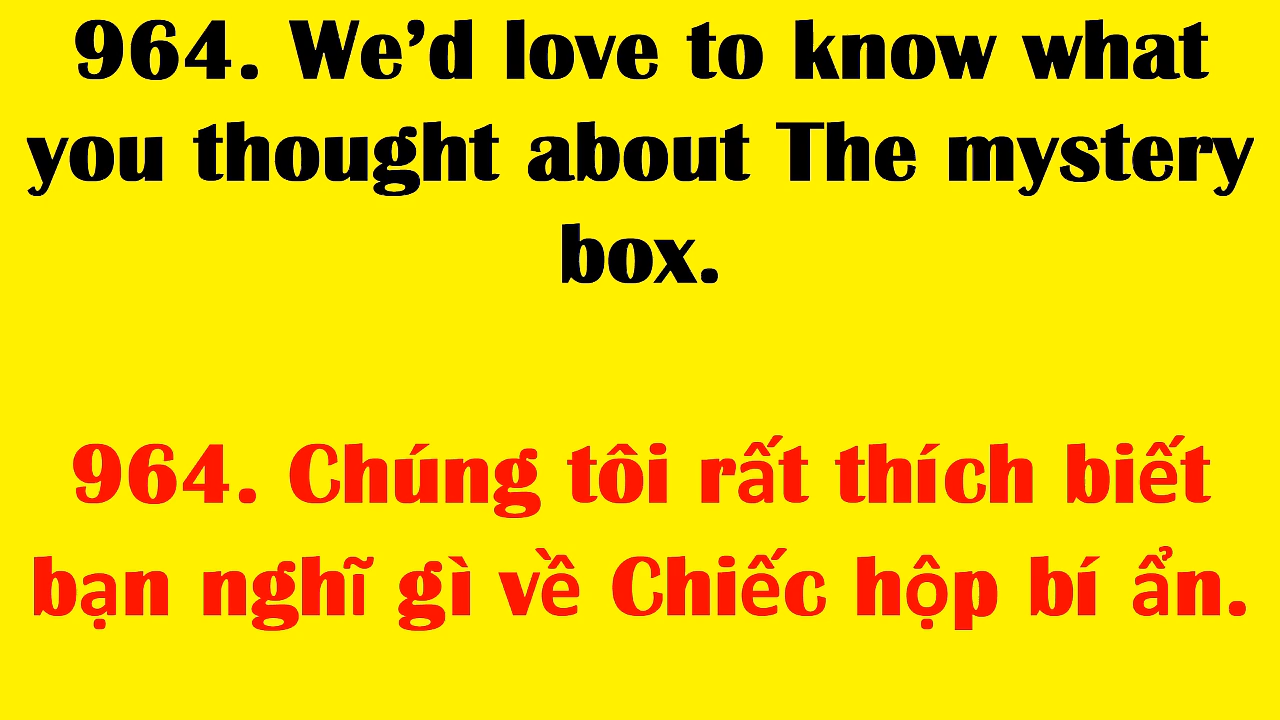 964. We’d love to know what
you thought about The mystery
box.
964. Chúng tôi rất thích biết
bạn nghĩ gì về Chiếc hộp bí ẩn.